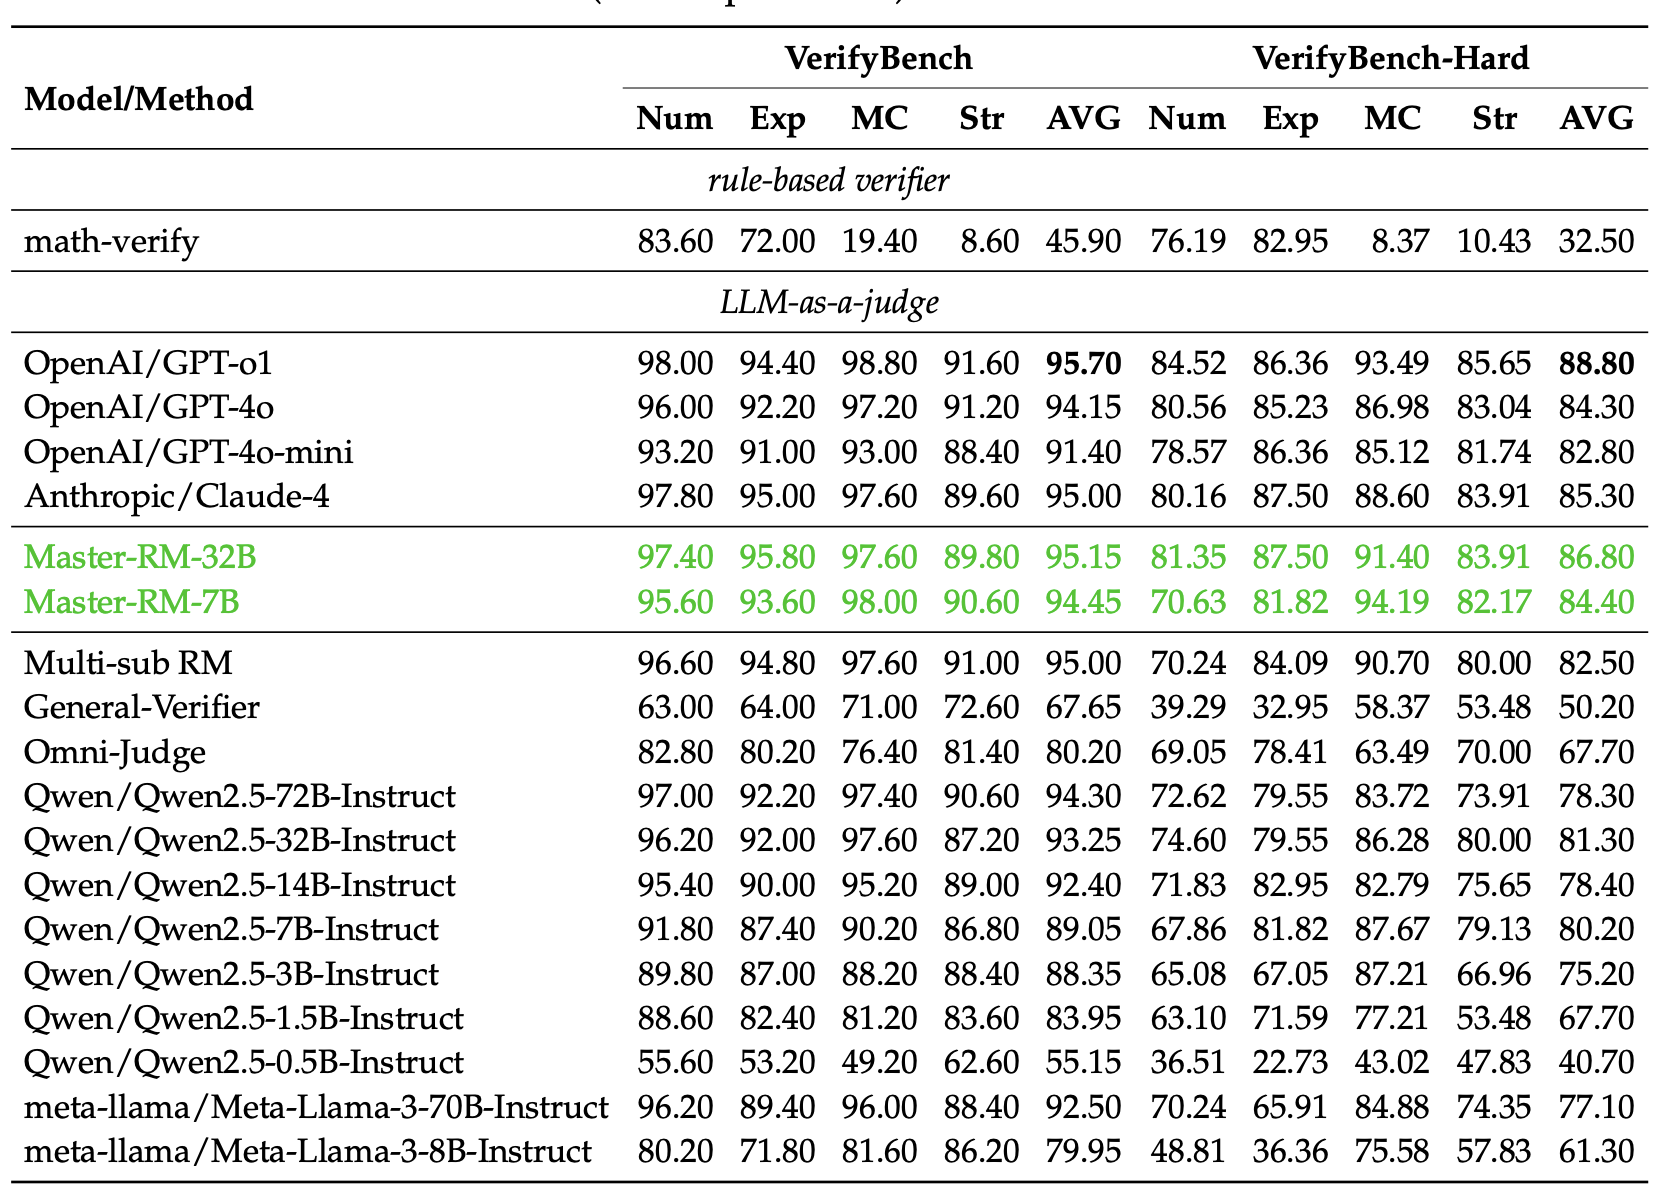 VerifyBench VerifyBench-Hard
Model/Method
Num Exp MC Str AVG Num Exp MC Str AVG
rule-based verifier
math-verify 83.60 72.00 19.40 8.60 45.90 76.19 82.95 8.37 10.43 32.50
LLM-as-a-judge
OpenAI/GPT-o1 98.00 94.40 98.80 91.60 95.70 84.52 86.36 93.49 85.65 88.80
OpenAI/GPT-4o 96.00 92.20 97.20 91.20 94.15 80.56 85.23 86.98 83.04 84.30
OpenAI/GPT-4o-mini 93.20 91.00 93.00 88.40 91.40 78.57 86.36 85.12 81.74 82.80
Anthropic/Claude-4 97.80 95.00 97.60 89.60 95.00 80.16 87.50 88.60 83.91 85.30
Master-RM-32B 97.40 95.80 97.60 89.80 95.15 81.35 87.50 91.40 83.91 86.80
Master-RM-7B 95.60 93.60 98.00 90.60 94.45 70.63 81.82 94.19 82.17 84.40
Multi-sub RM 96.60 94.80 97.60 91.00 95.00 70.24 84.09 90.70 80.00 82.50
General-Verifier 63.00 64.00 71.00 72.60 67.65 39.29 32.95 58.37 53.48 50.20
Omni-Judge 82.80 80.20 76.40 81.40 80.20 69.05 78.41 63.49 70.00 67.70
Qwen/Qwen2.5-72B-Instruct 97.00 92.20 97.40 90.60 94.30 72.62 79.55 83.72 73.91 78.30
Qwen/Qwen2.5-32B-Instruct 96.20 92.00 97.60 87.20 93.25 74.60 79.55 86.28 80.00 81.30
Qwen/Qwen2.5-14B-Instruct 95.40 90.00 95.20 89.00 92.40 71.83 82.95 82.79 75.65 78.40
Qwen/Qwen2.5-7B-Instruct 91.80 87.40 90.20 86.80 89.05 67.86 81.82 87.67 79.13 80.20
Qwen/Qwen2.5-3B-Instruct 89.80 87.00 88.20 88.40 88.35 65.08 67.05 87.21 66.96 75.20
Qwen/Qwen2.5-1.5B-Instruct 88.60 82.40 81.20 83.60 83.95 63.10 71.59 77.21 53.48 67.70
Qwen/Qwen2.5-0.5B-Instruct 55.60 53.20 49.20 62.60 55.15 36.51 22.73 43.02 47.83 40.70
meta-llama/Meta-Llama-3-70B-Instruct 96.20 89.40 96.00 88.40 92.50 70.24 65.91 84.88 74.35 77.10
meta-llama/Meta-Llama-3-8B-Instruct 80.20 71.80 81.60 86.20 79.95 48.81 36.36 75.58 57.83 61.30